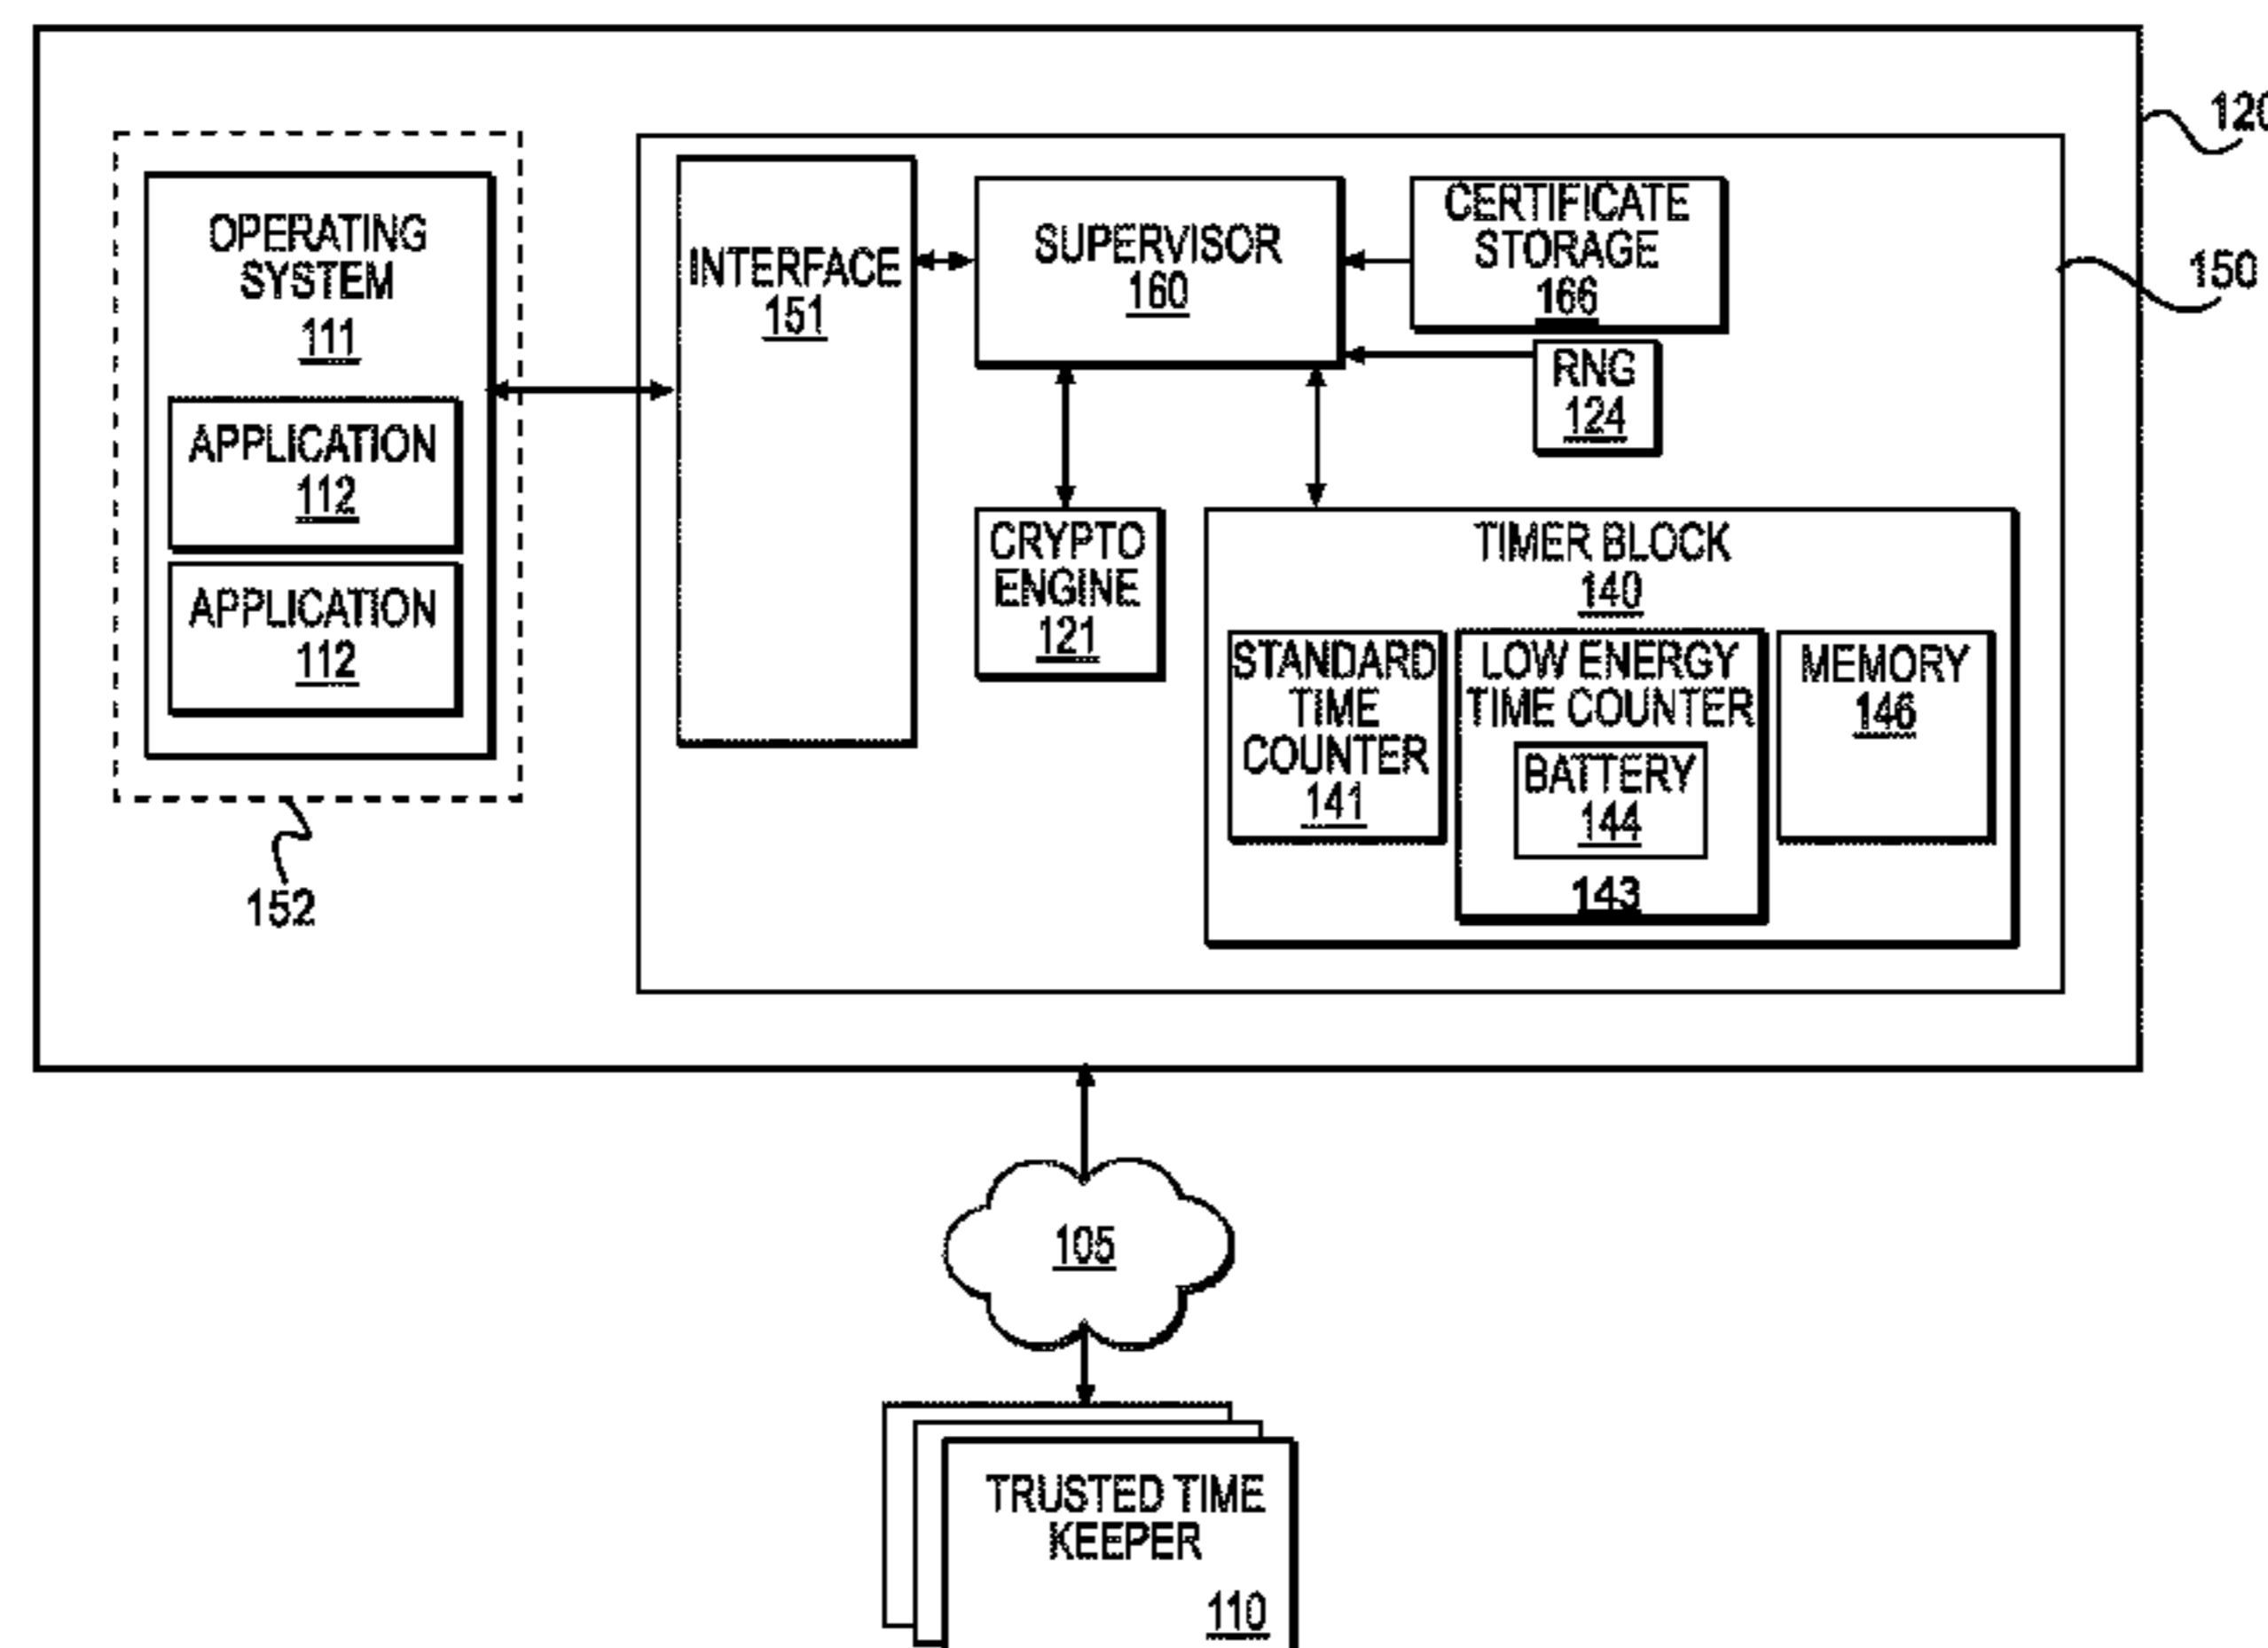 120
150
OPERATING
SYSTEM
111
APPLICATION
112
APPLICATION
112
152
INTERFACE
151
SUPERVISOR
160
CERTIFICATE
STORAGE
166
RNG
124
CRYPTO
ENGINE
121
TIMER BLOCK
140
STANDARD
TIME
COUNTER
141
LOW ENERGY
TIME COUNTER
BATTERY
144
143
MEMORY
146
105
TRUSTED TIME
KEEPER
110